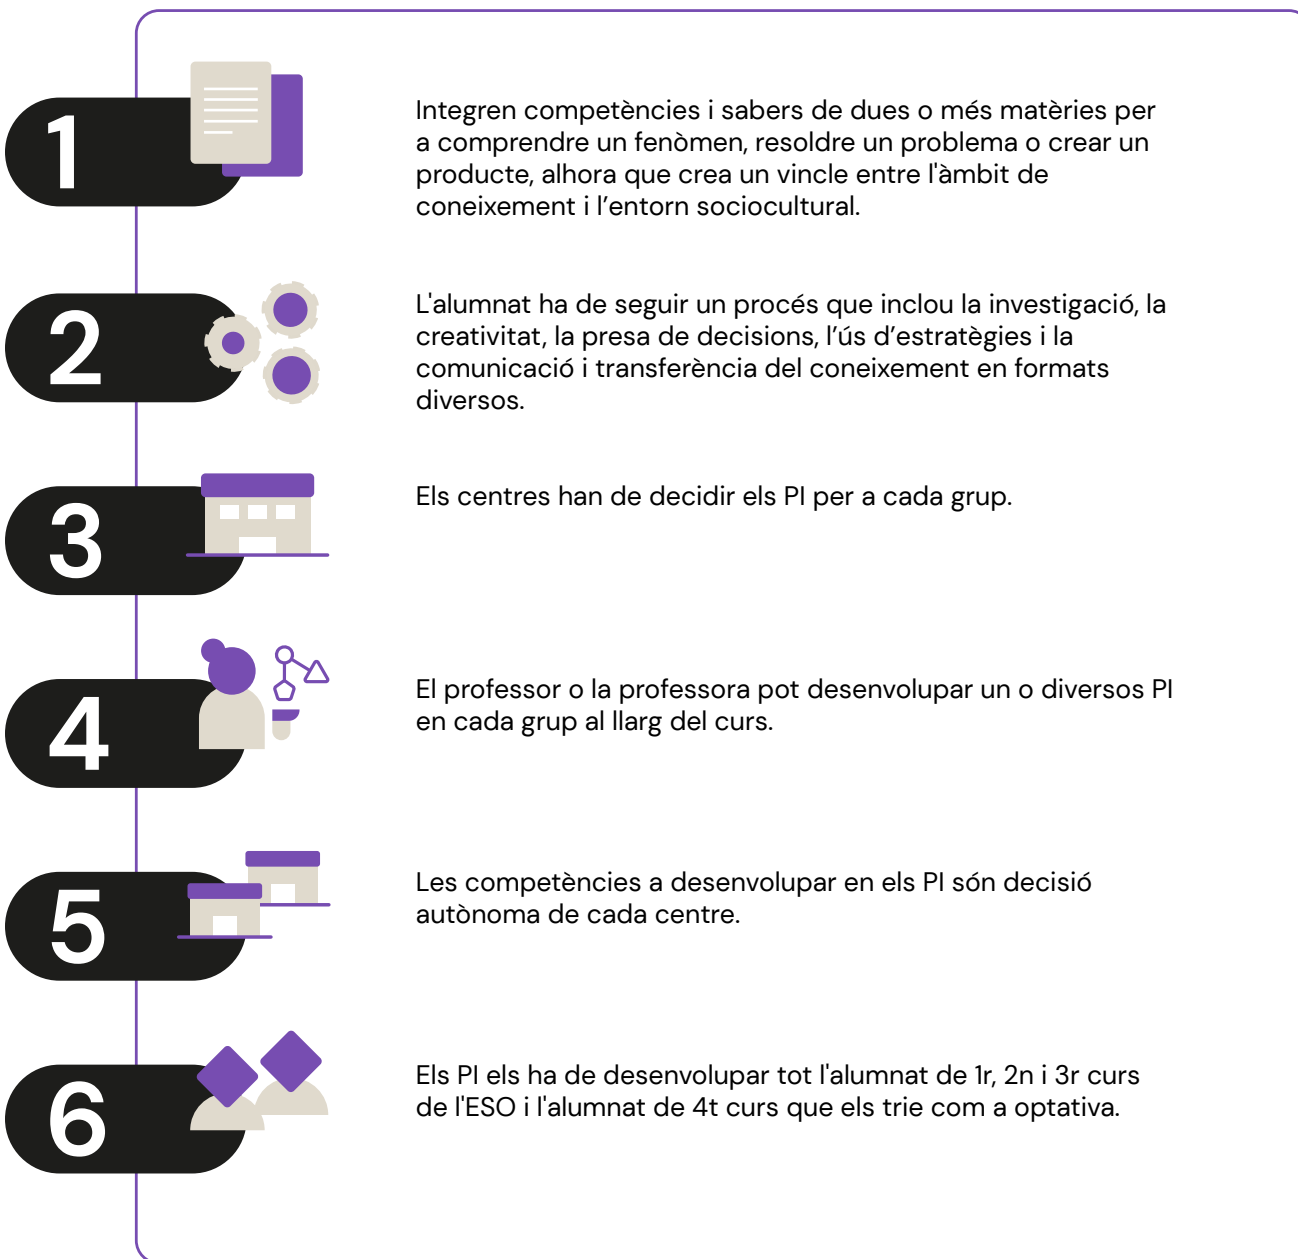 1
Integren competències i sabers de dues o més matèries per
a comprendre un fenòmen, resoldre un problema o crear un
producte, alhora que crea un vincle entre l'àmbit de
coneixement i l’entorn sociocultural.
2
L'alumnat ha de seguir un procés que inclou la investigació, la
creativitat, la presa de decisions, l’ús d’estratègies i la
comunicació i transferència del coneixement en formats
diversos.
3
Els centres han de decidir els PI per a cada grup.
4
El professor o la professora pot desenvolupar un o diversos PI
en cada grup al llarg del curs.
5
Les competències a desenvolupar en els PI són decisió
autònoma de cada centre.
6
Els PI els ha de desenvolupar tot l'alumnat de 1r, 2n i 3r curs
de l'ESO i l'alumnat de 4t curs que els trie com a optativa.